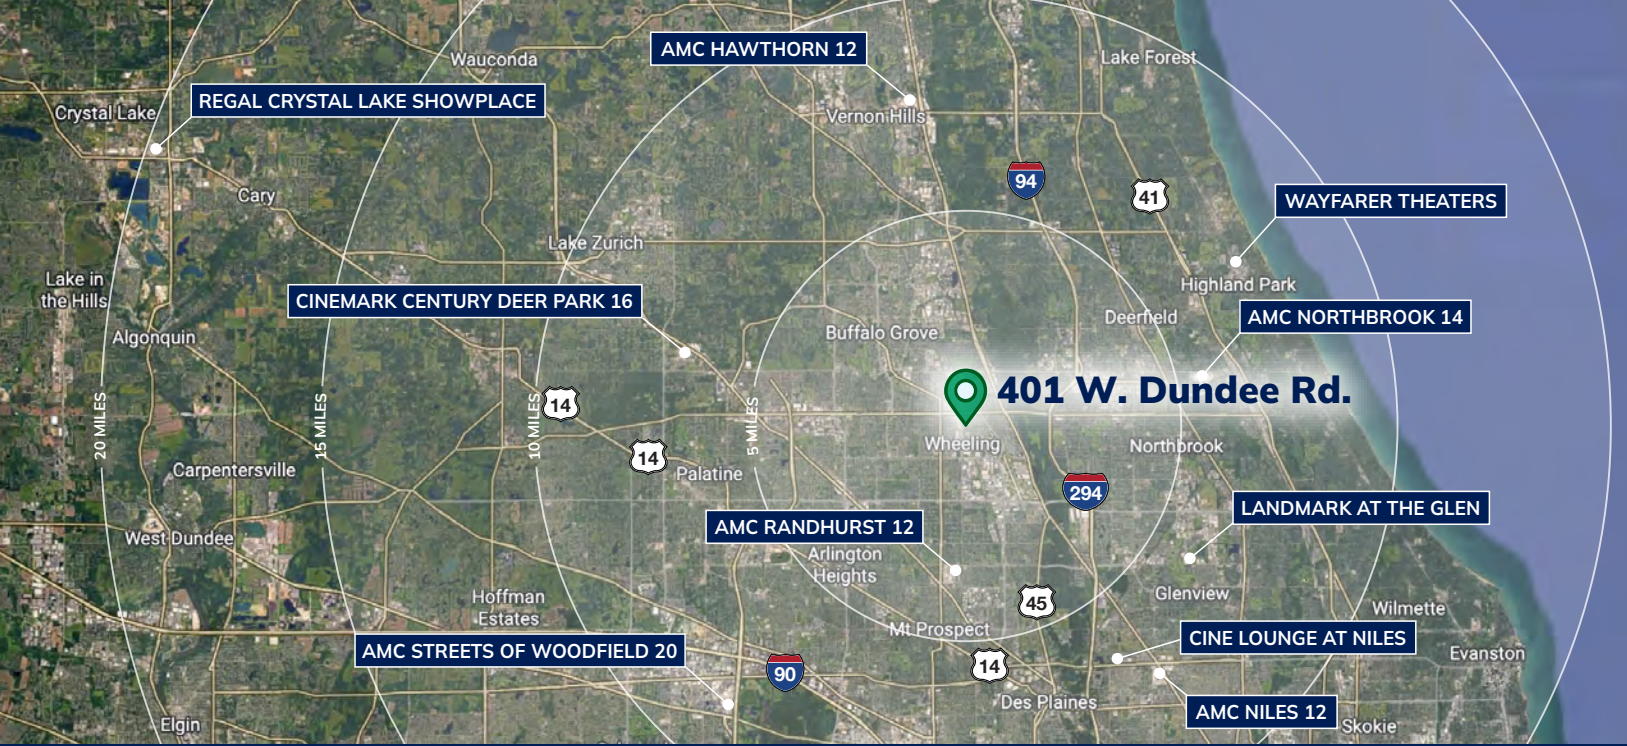 AMC HAWTHORN 12
Wauconda
Lake Forest
REGAL CRYSTAL LAKE SHOWPLACE
Crystal Lake
Vernon Hills
94
41
Cary
WAYFARER THEATERS
Lake Zurich
Lake in
the Hills
Highland Park
CINEMARK CENTURY DEER PARK 16
AMC NORTHBROOK 14
Deerfield
Algonquin
Buffalo Grove
401 W. Dundee Rd.
14
20 MILES
15 MILES
10 MILES
5 MILES
Wheeling
Northbrook
14
Carpentersville
Palatine
294
LANDMARK AT THE GLEN
AMC RANDHURST 12
West Dundee
Arlington
Heights
Glenview
Hoffman
Estates
45
Wilmette
Mt Prospect
CINE LOUNGE AT NILES
AMC STREETS OF WOODFIELD 20
Evanston
14
90
Des Plaines
AMC NILES 12
Elgin
Skokie